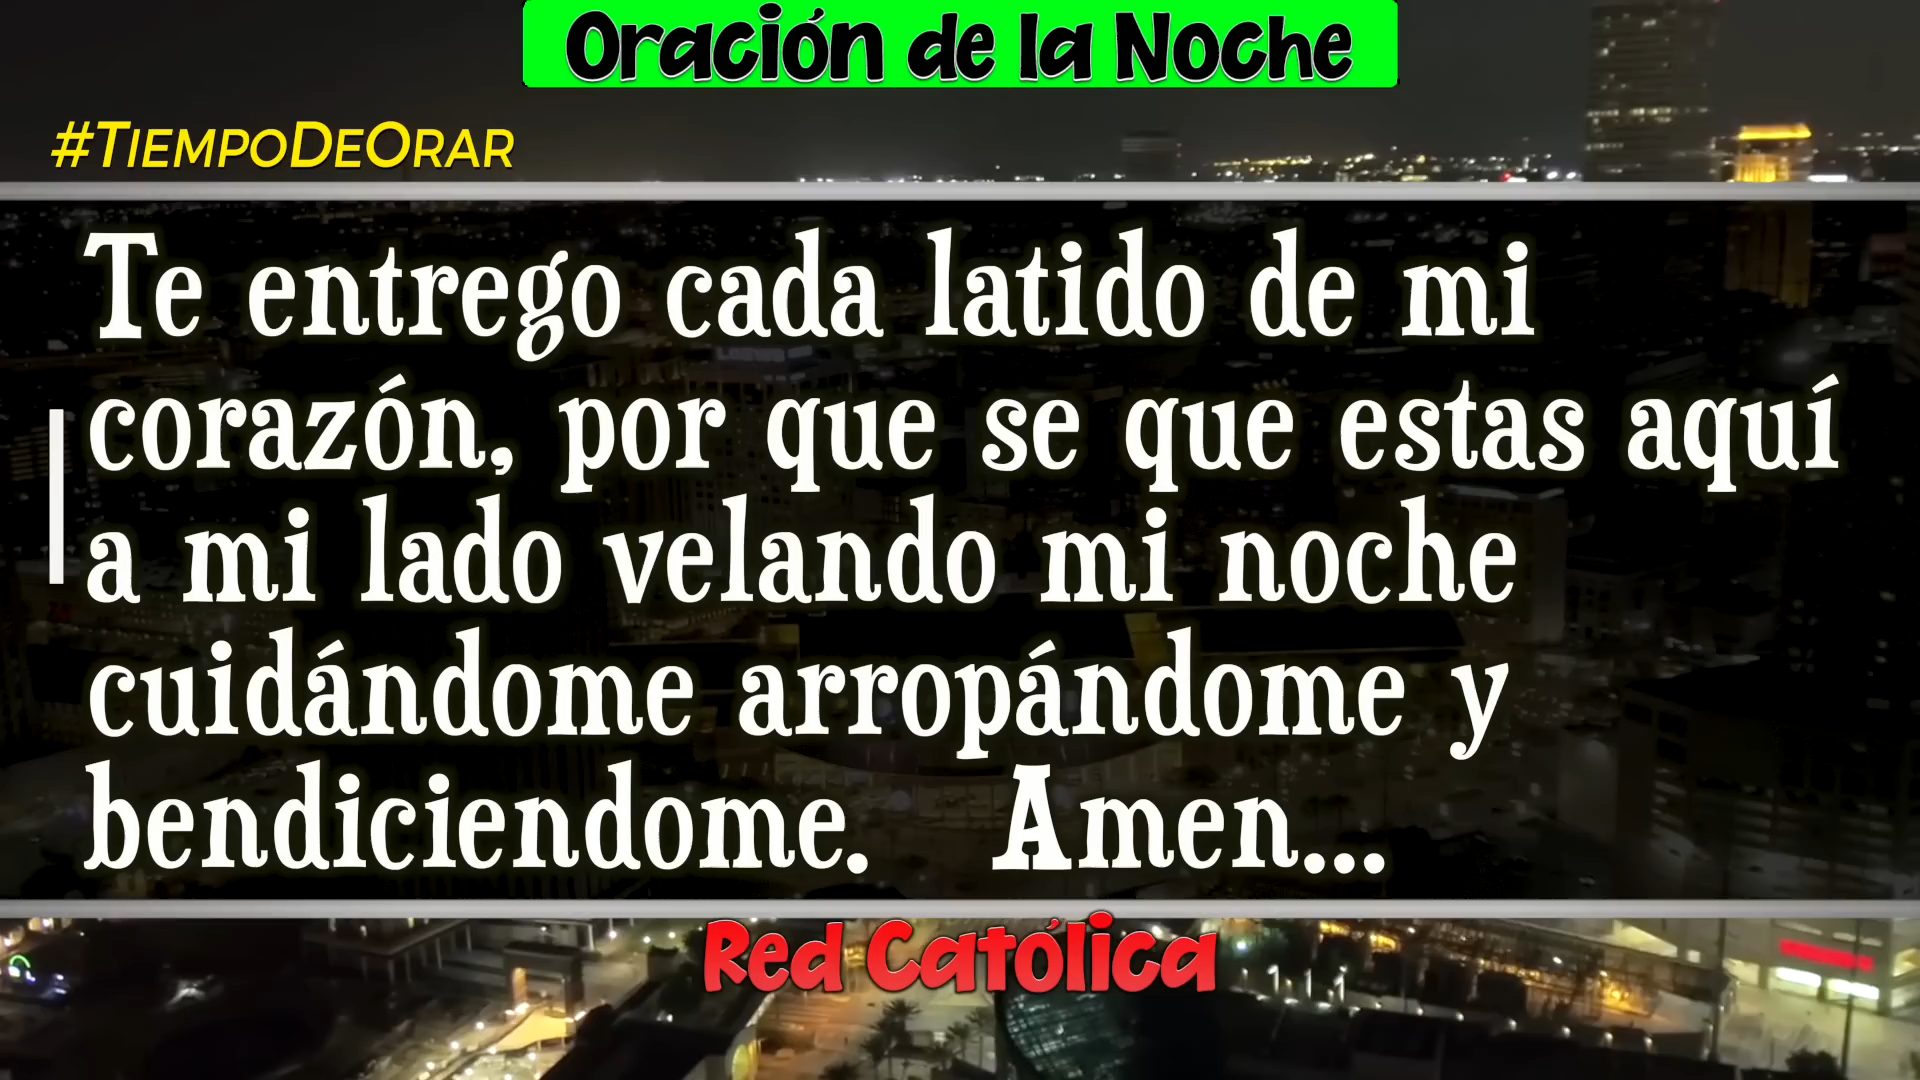 Oración de la Noche
#TiempoDeOrar
Te entrego cada latido de mi
corazón, por que se que estas aquí
a mi lado velando mi noche
cuidándome arropándome y
bendiciendome. Amen...
Red Católica